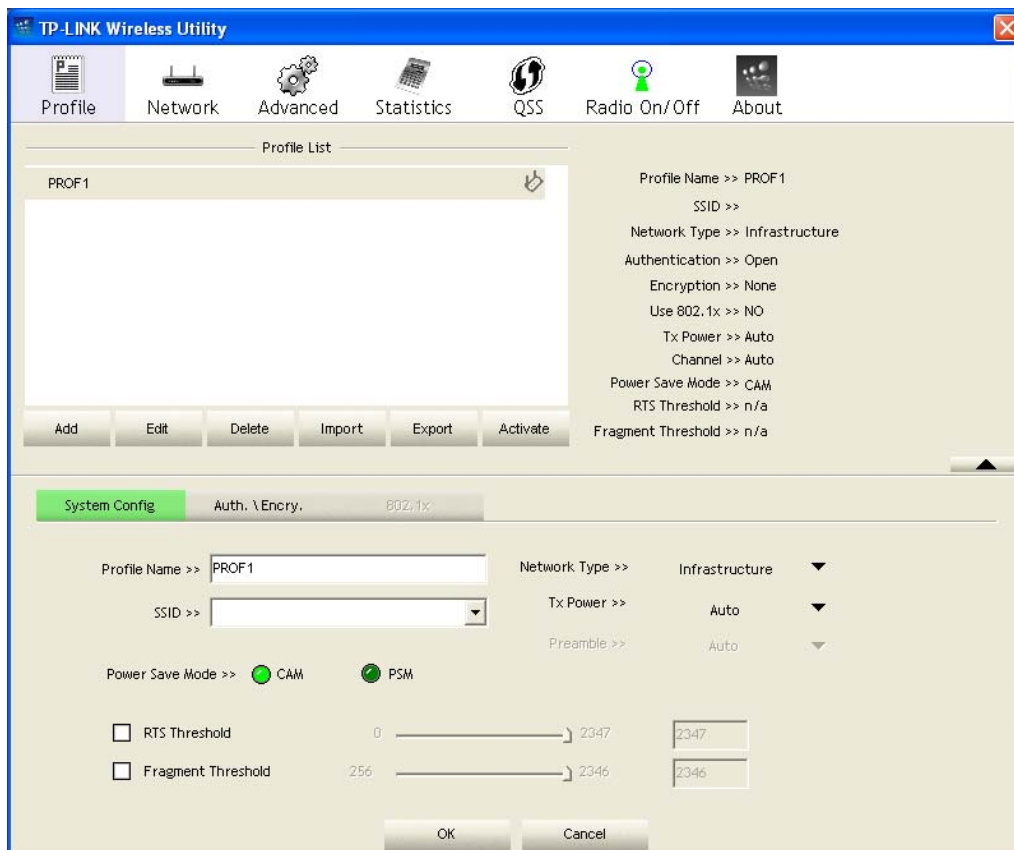 TP-LINK Wireless Utility
Profile Network Advanced Statistics QSS Radio On/Off About
Profile List
PROF1
Profile Name >> PROF1
SSID >>
Network Type >> Infrastructure
Authentication >> Open
Encryption >> None
Use 802.1x >> NO
Tx Power >> Auto
Channel >> Auto
Power Save Mode >> CAM
RTS Threshold >> n/a
Fragment Threshold >> n/a
Add Edit Delete Import Export Activate
System Config Auth. \ Encry. 802.1x
Profile Name >> PROF1 Network Type >> Infrastructure
SSID >> Tx Power >> Auto
Preamble >> Auto
Power Save Mode >> CAM PSM
RTS Threshold 0 2347 2347
Fragment Threshold 256 2346 2346
OK Cancel